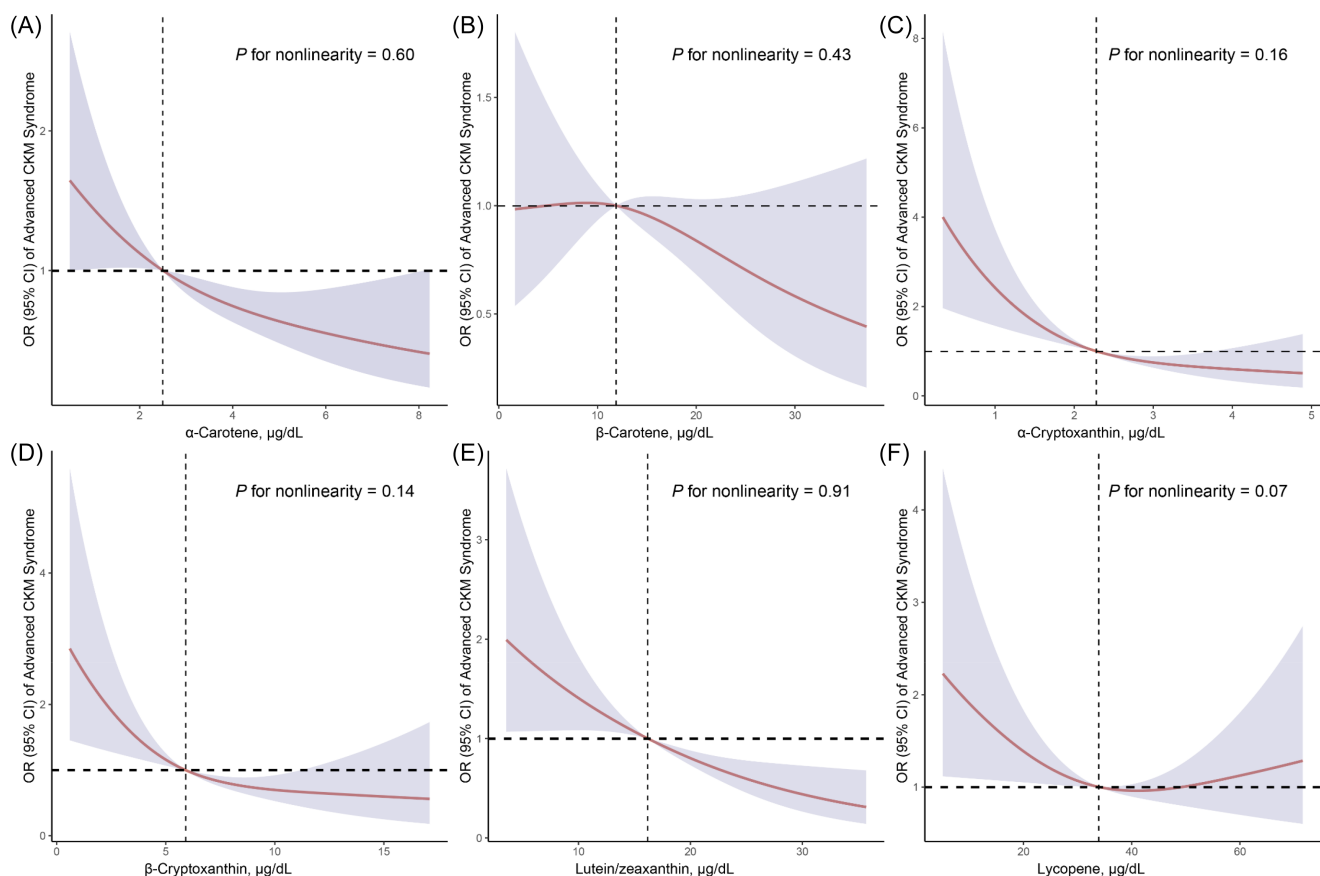 (A)
P for nonlinearity = 0.60
OR (95% CI) of Advanced CKM Syndrome
2
1
2
4
6
8
α-Carotene, µg/dL
(B)
P for nonlinearity = 0.43
OR (95% CI) of Advanced CKM Syndrome
1.5
1.0
0.5
0
10
20
30
β-Carotene, µg/dL
(C)
P for nonlinearity = 0.16
OR (95% CI) of Advanced CKM Syndrome
8
6
4
2
0
1
2
3
4
5
α-Cryptoxanthin, µg/dL
(D)
P for nonlinearity = 0.14
OR (95% CI) of Advanced CKM Syndrome
4
2
0
0
5
10
15
β-Cryptoxanthin, µg/dL
(E)
P for nonlinearity = 0.91
OR (95% CI) of Advanced CKM Syndrome
3
2
1
0
10
20
30
Lutein/zeaxanthin, µg/dL
(F)
P for nonlinearity = 0.07
OR (95% CI) of Advanced CKM Syndrome
4
3
2
1
20
40
60
Lycopene, µg/dL